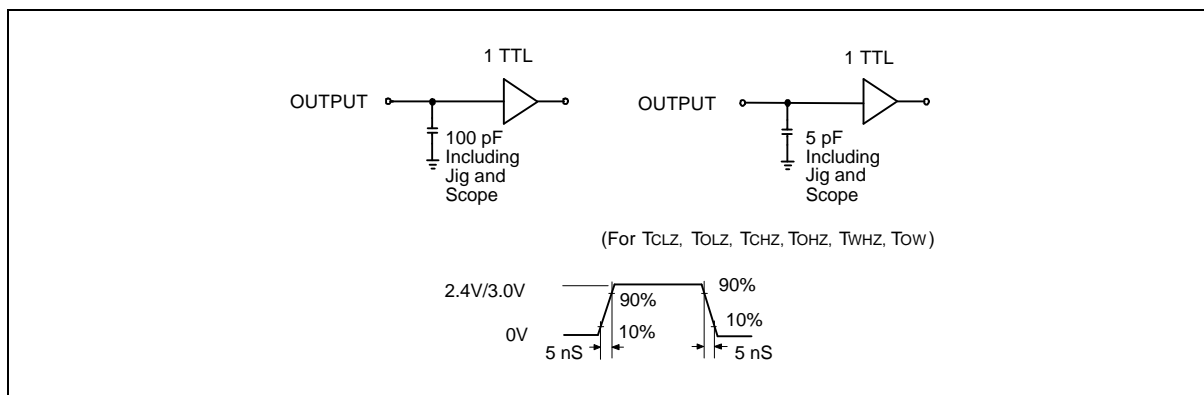 1 TTL
OUTPUT
100 pF
Including
Jig and
Scope
1 TTL
OUTPUT
5 pF
Including
Jig and
Scope
(For TCLZ, TOLZ, TCHZ, TOHZ, TWHZ, TOW)
2.4V/3.0V
90%
90%
0V
10%
10%
5 nS
5 nS